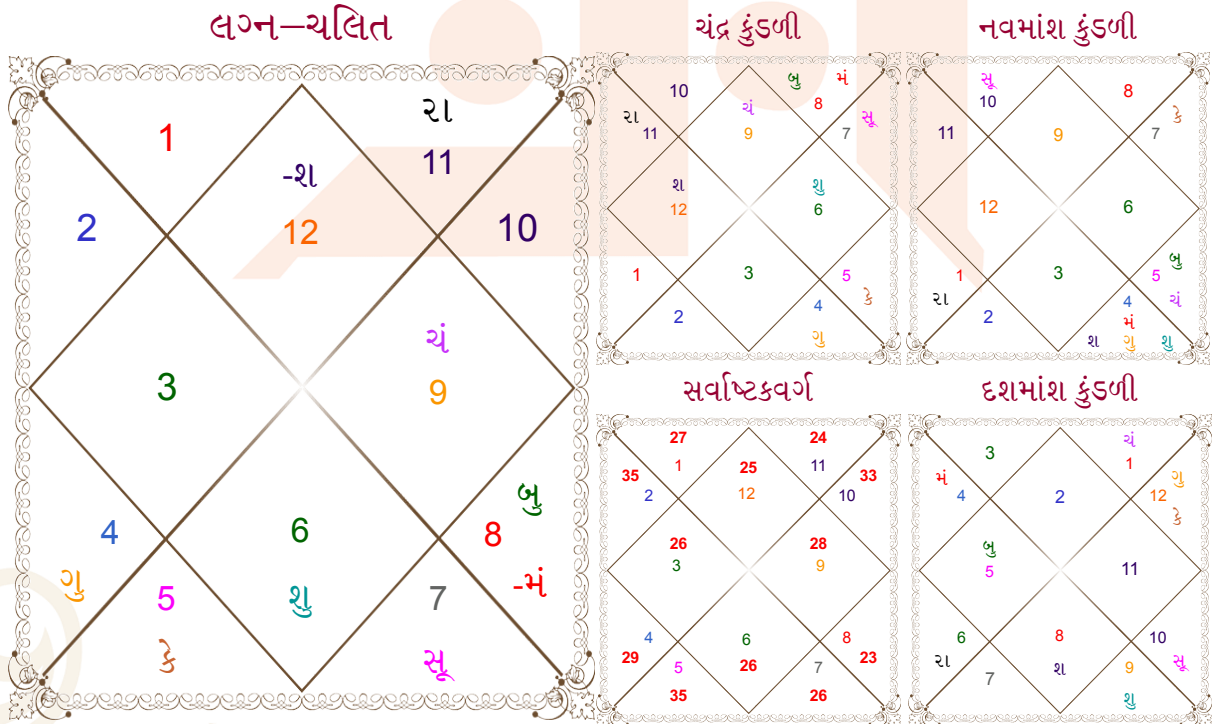 લગ્ન–ચલિત
રા
1
-શ
11
2
12
10
ચં
3
9
બુ
4
6
8
ગુ
5
શુ
7
-મં
કે
સૂ
ચંદ્ર કુંડળી
10
બુ
મં
ચં
8
રા
સૂ
11
9
7
શ
શુ
12
6
1
3
5
4
કે
2
ગુ
નવમાંશ કુંડળી
સૂ
8
10
કે
11
9
7
12
6
બુ
1
3
5
રા
4
ચં
2
મં
શ
ગુ
શુ
સર્વાષ્ટકવર્ગ
27
24
1
25
11
35
33
2
12
10
26
28
3
9
4
6
8
29
23
5
26
7
35
26
દશમાંશ કુંડળી
ચં
3
1
મં
ગુ
4
2
12
કે
બુ
5
11
6
8
10
રા
શ
9
સૂ
7
શુ